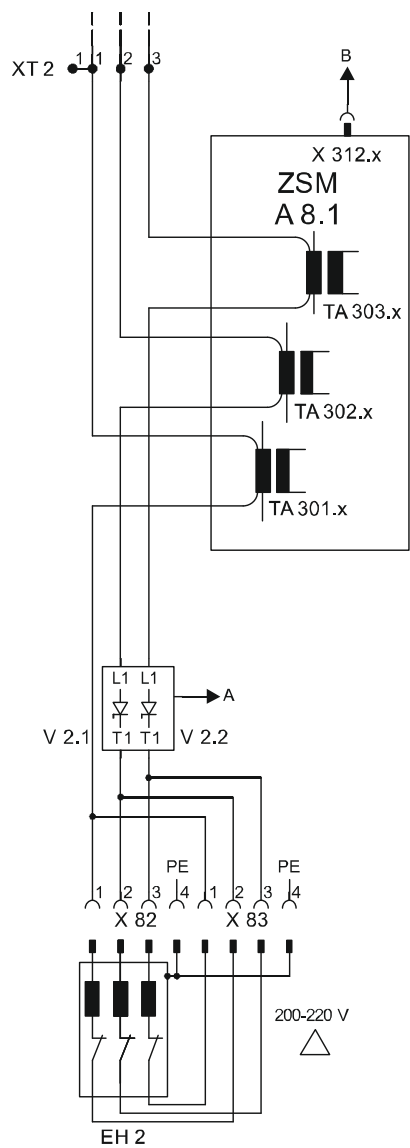 XT 2 1 1 2 3
B
X 312.x
ZSM
A 8.1
TA 303.x
TA 302.x
TA 301.x
L1 L1
A
V 2.1 T1 T1 V 2.2
PE PE
1 2 3 4 1 2 3 4
X 82 X 83
200-220 V
EH 2